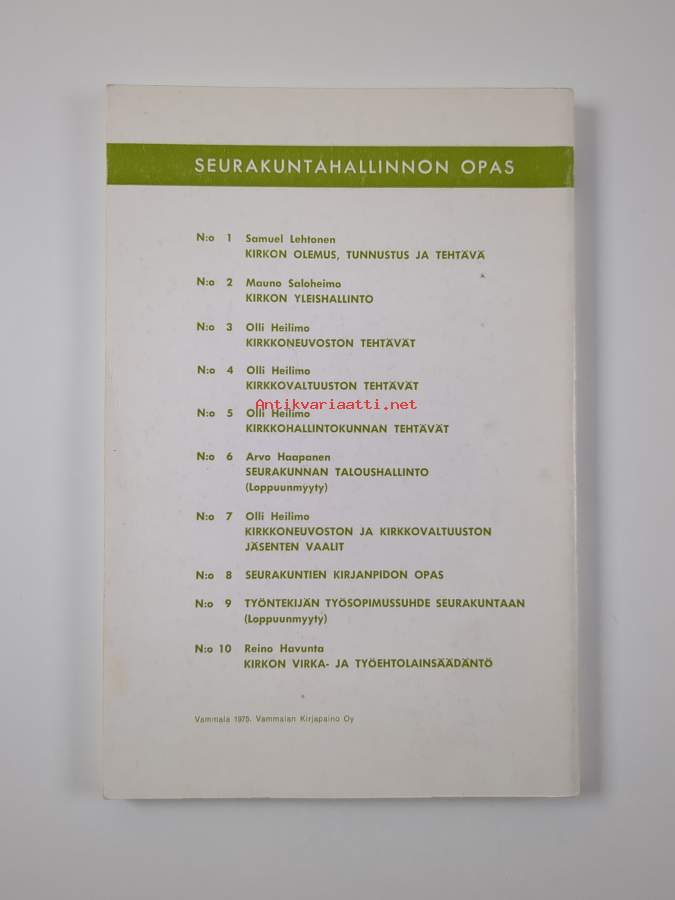 SEURAKUNTAHALLINNON OPAS
N:o 1 Samuel Lehtonen
KIRKON OLEMUS, TUNNUSTUS JA TEHTÄVÄ
N:o 2 Mauno Saloheimo
KIRKON YLEISHALLINTO
N:o 3 Olli Heilimo
KIRKKONEUVOSTON TEHTÄVÄT
N:o 4 Olli Heilimo
KIRKKOVALTUUSTON TEHTÄVÄT
Antikvariaatti.net
N:o 5 Olli Heilimo
KIRKKOHALLINTOKUNNAN TEHTÄVÄT
N:o 6 Arvo Haapanen
SEURAKUNNAN TALOUSHALLINTO
(Loppuunmyyty)
N:o 7 Olli Heilimo
KIRKKONEUVOSTON JA KIRKKOVALTUUSTON
JÄSENTEN VAALIT
N:o 8 SEURAKUNTIEN KIRJANPIDON OPAS
N:o 9 TYÖNTEKIJÄN TYÖSOPIMUSSUHDE SEURAKUNTAAN
(Loppuunmyyty)
N:o 10 Reino Havunta
KIRKON VIRKA- JA TYÖEHTOLAINSÄÄDÄNTÖ
Vammala 1975. Vammalan Kirjapaino Oy